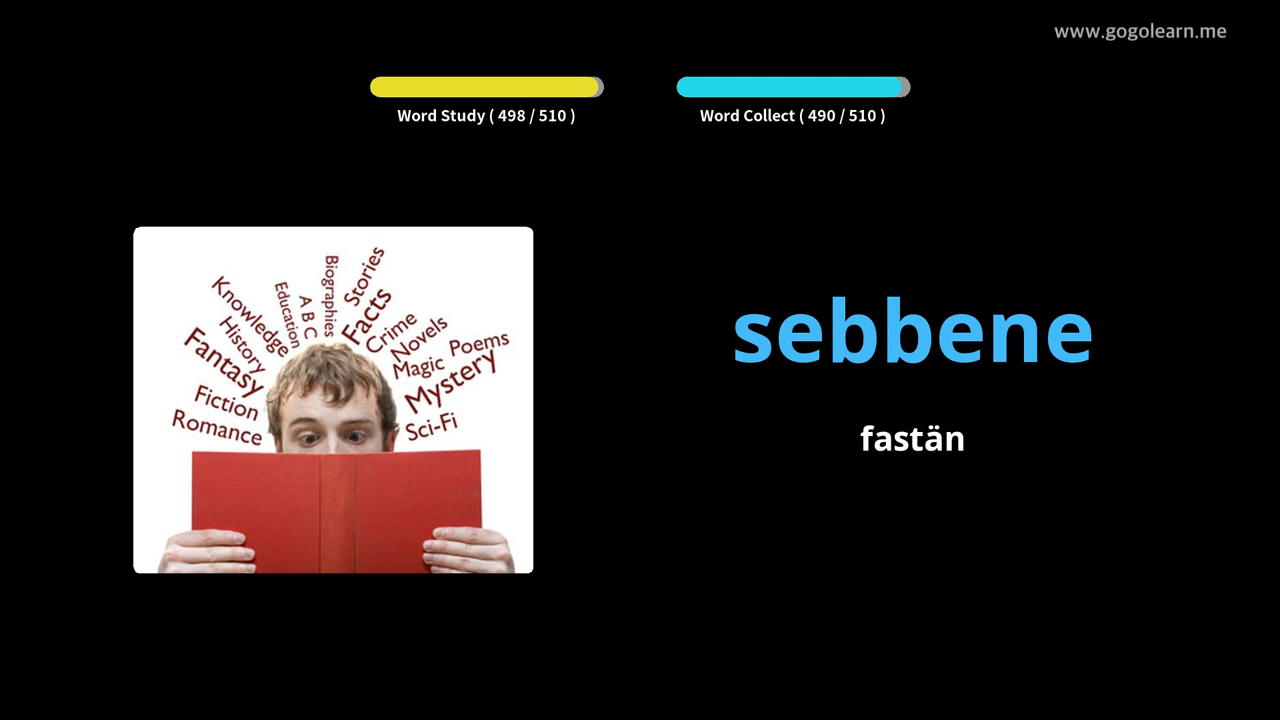 www.gogolearn.me
Word Study ( 498 / 510 )
Word Collect ( 490 / 510 )
Biographies
Stories
Education
A B C
Facts
Knowledge
Crime
History
Novels
Poems
Fantasy
Magic
Mystery
Fiction
Sci-Fi
Romance
sebbene
fastän